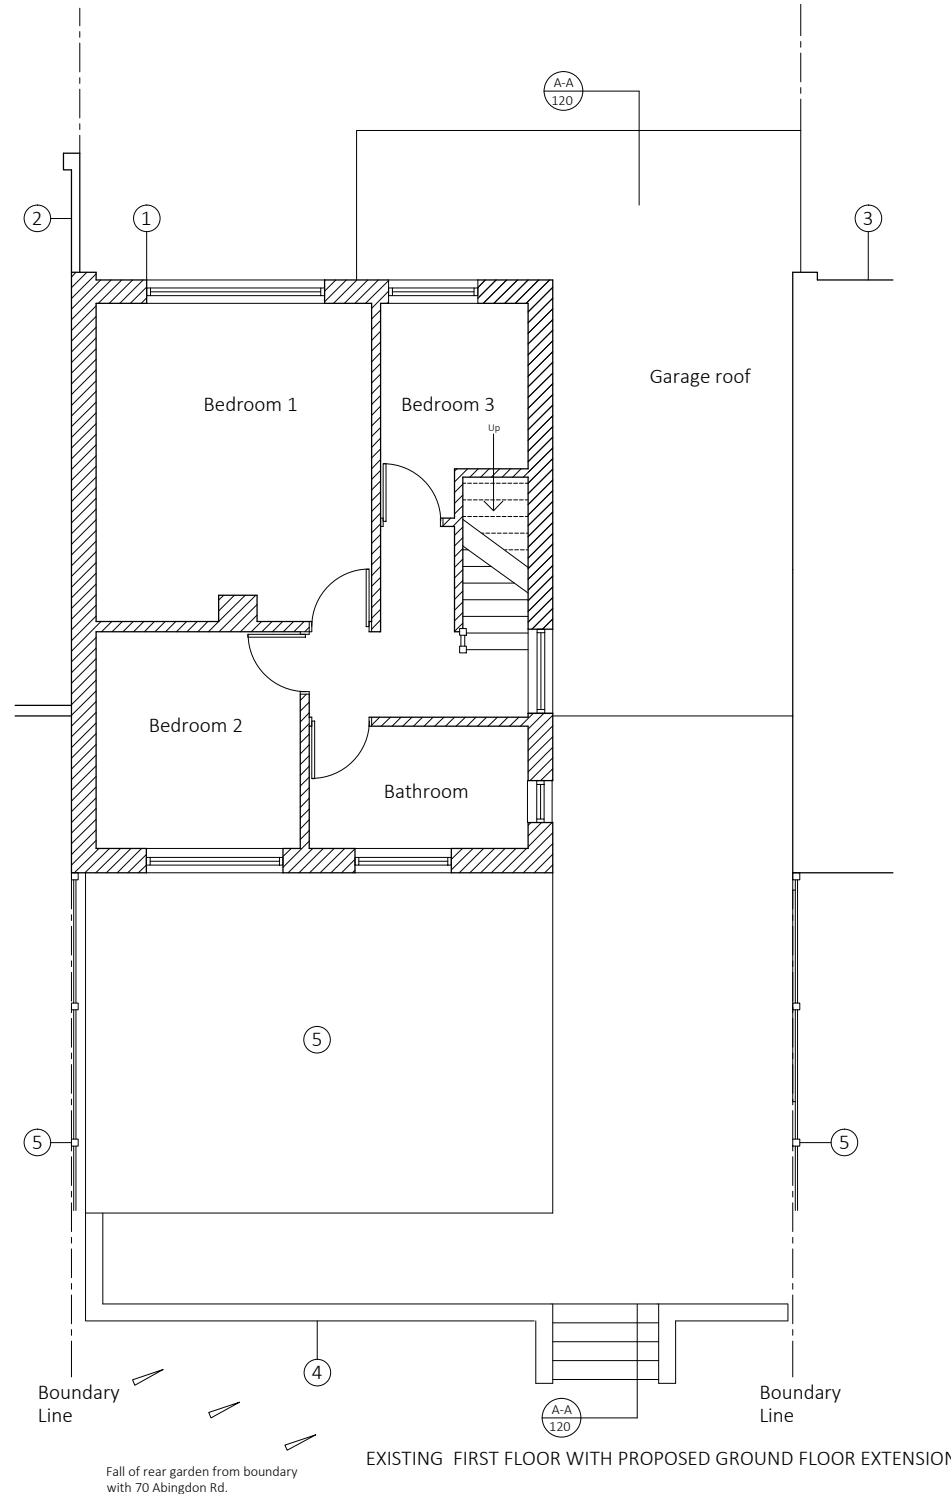 A-A
120
2
1
3
Garage roof
Bedroom 1
Bedroom 3
Up
Bedroom 2
Bathroom
5
5
5
4
Boundary
Line
Boundary
Line
A-A
120
EXISTING FIRST FLOOR WITH PROPOSED GROUND FLOOR EXTENSION
Fall of rear garden from boundary
with 70 Abingdon Rd.